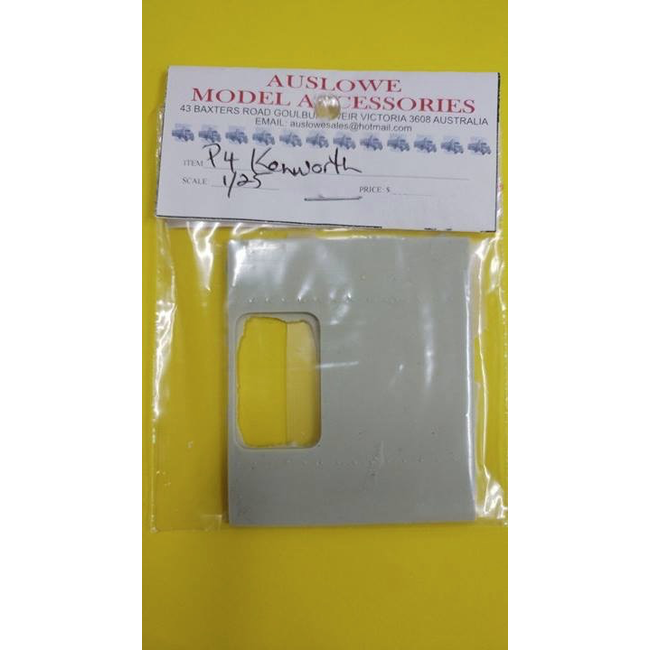 AUSLOWE
MODEL ACCESSORIES
43 BAXTERS ROAD GOULBURN WEIR VICTORIA 3608 AUSTRALIA
EMAIL: auslowesales@hotmail.com
ITEM P4 Kenworth
SCALE 1/25 PRICE: $